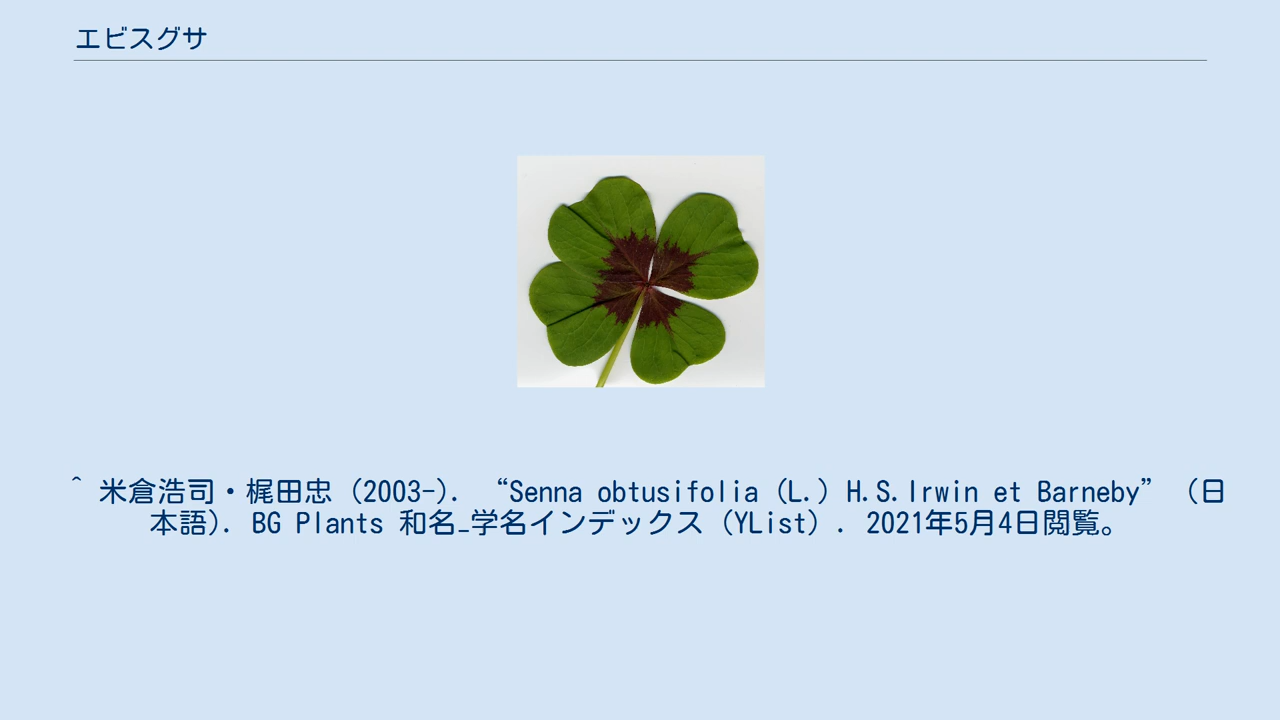 エビスグサ
^ 米倉浩司・梶田忠 (2003-). “Senna obtusifolia (L.) H.S.Irwin et Barneby” (日
本語). BG Plants 和名−学名インデックス (YList) . 2021年5月4日閲覧。